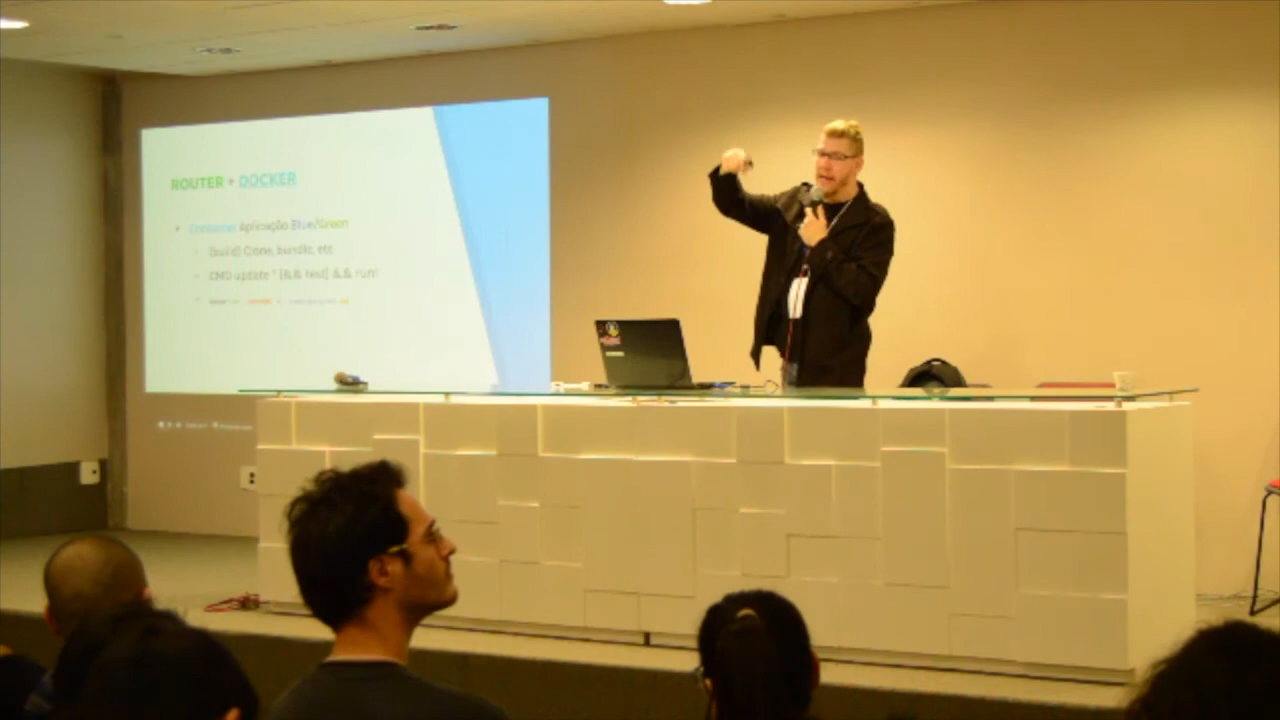 ROUTER + DOCKER
• Container Aplicação Blue/Green
- [build] Clone, bundle, etc
- CMD update * [&& test] && run!